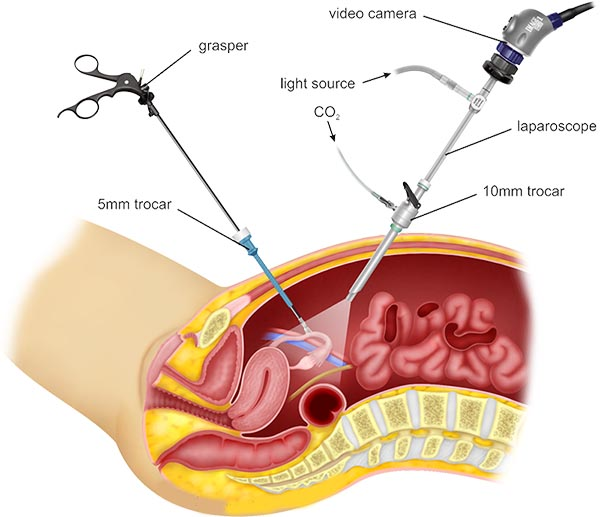 video camera
grasper
light source
CO₂
laparoscope
5mm trocar
10mm trocar